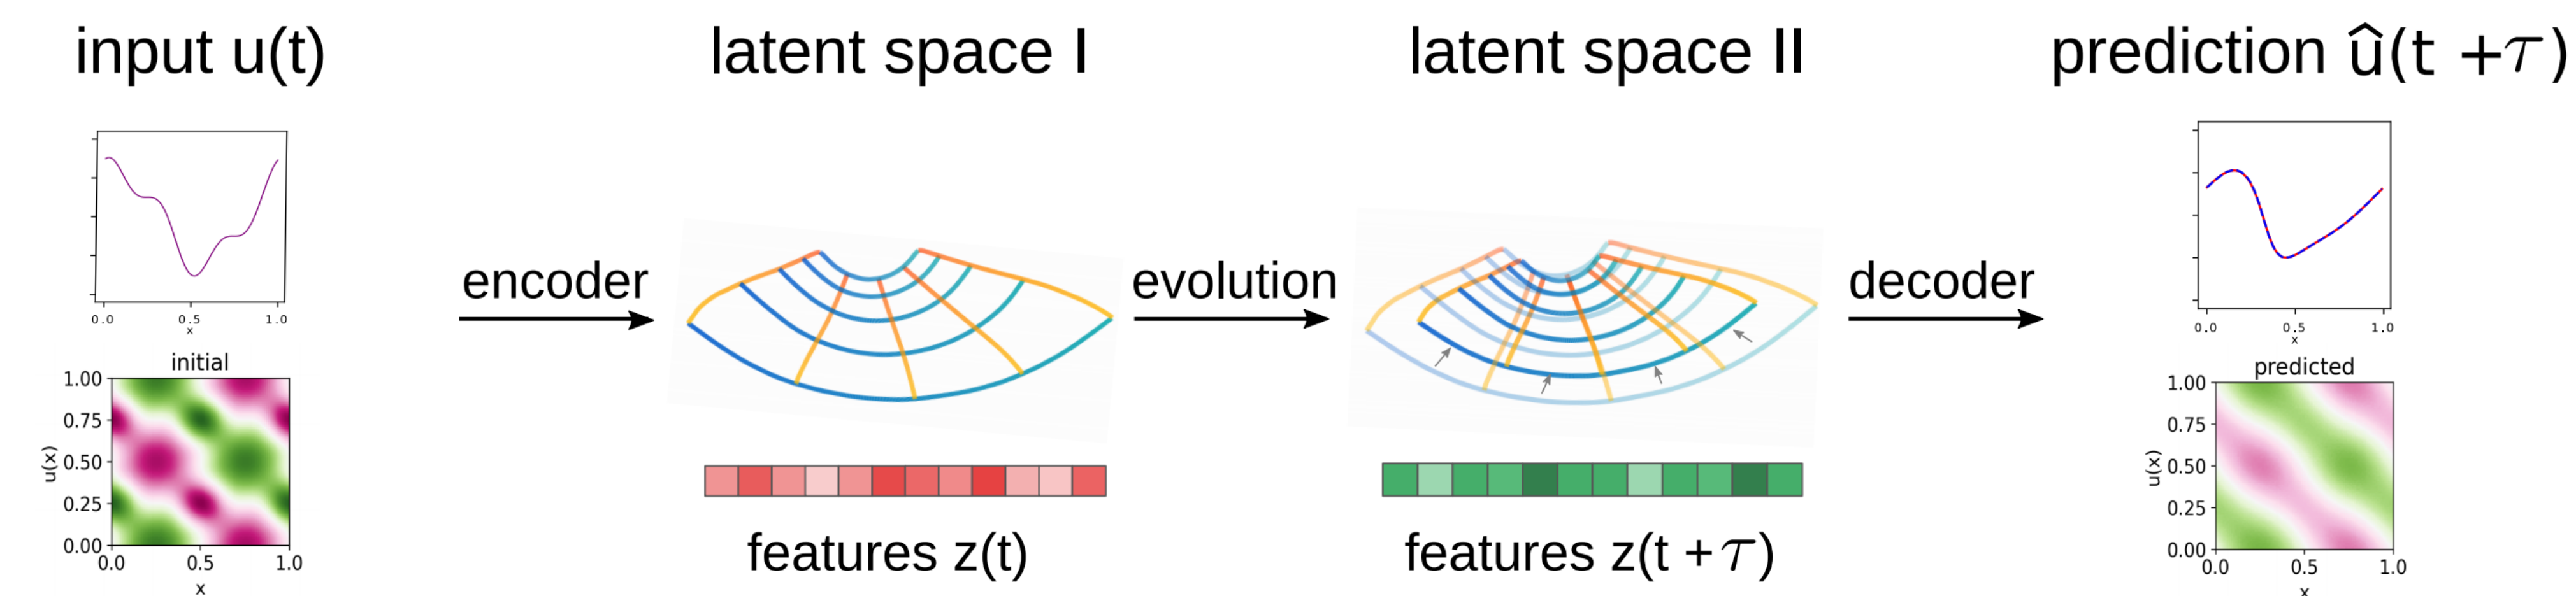 input u(t)
latent space I
latent space II
prediction û(t +τ)
0.0 0.5 1.0
x
initial
1.00
0.75
0.50
0.25
0.00
u(x)
0.0 0.5 1.0
x
encoder
features z(t)
evolution
features z(t +τ)
decoder
0.0 0.5 1.0
x
predicted
1.00
0.75
0.50
0.25
0.00
u(x)
0.0 0.5 1.0
x